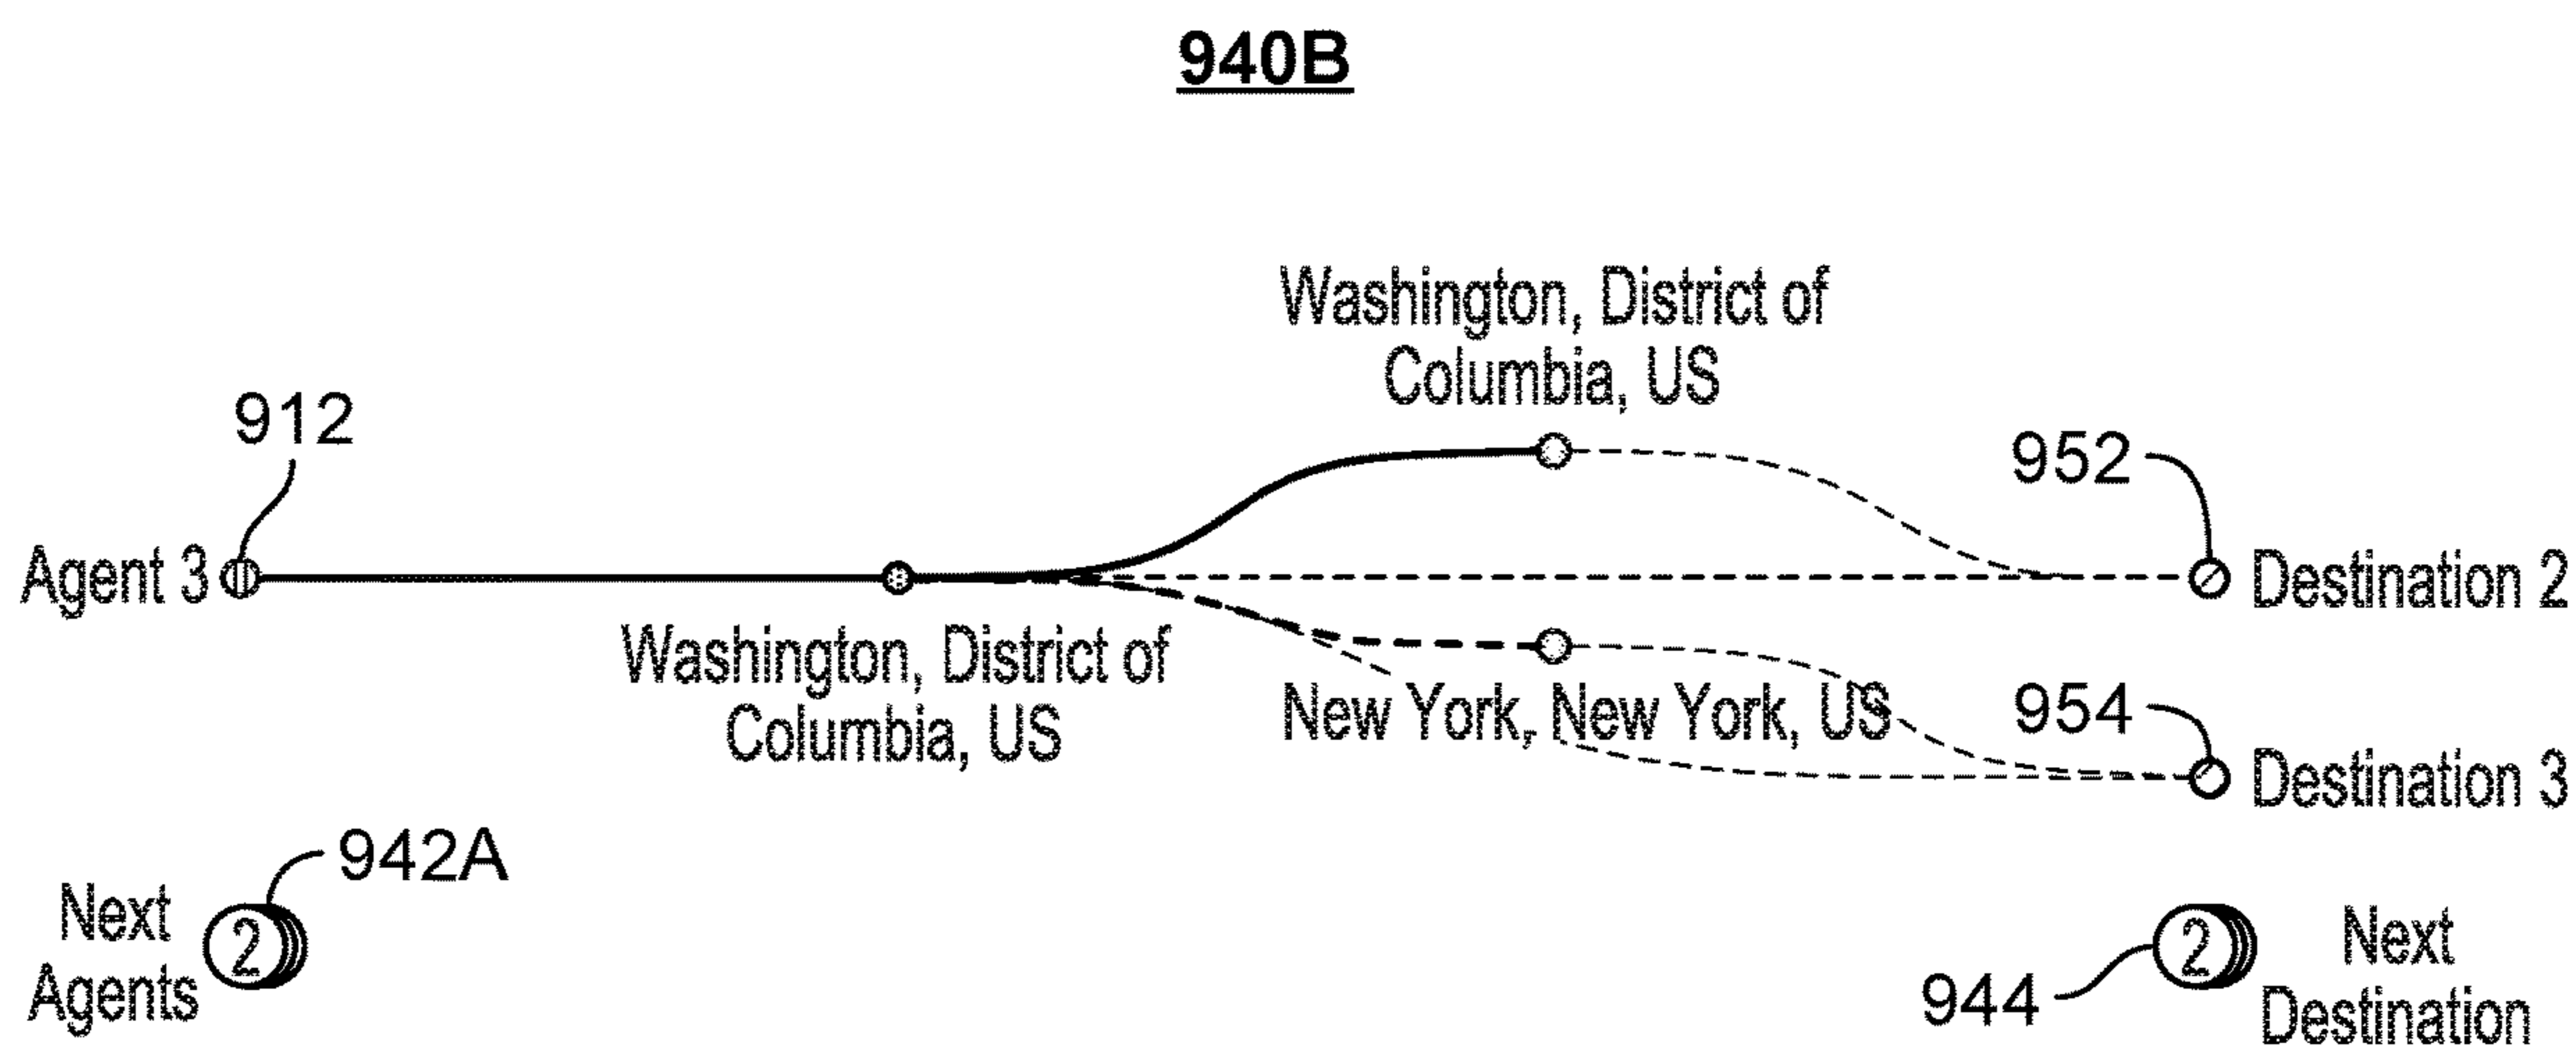 940B
Washington, District of
Columbia, US
912
952
Agent 3
Destination 2
Washington, District of
Columbia, US
New York, New York, US
954
Destination 3
942A
Next
Agents
2
2
Next
Destination
944